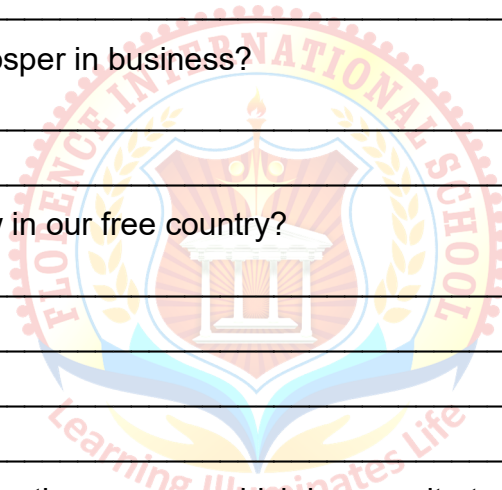 osper in business?
in our free country?
FLORENCE INTERNATIONAL SCHOOL
Learning Illuminates Life